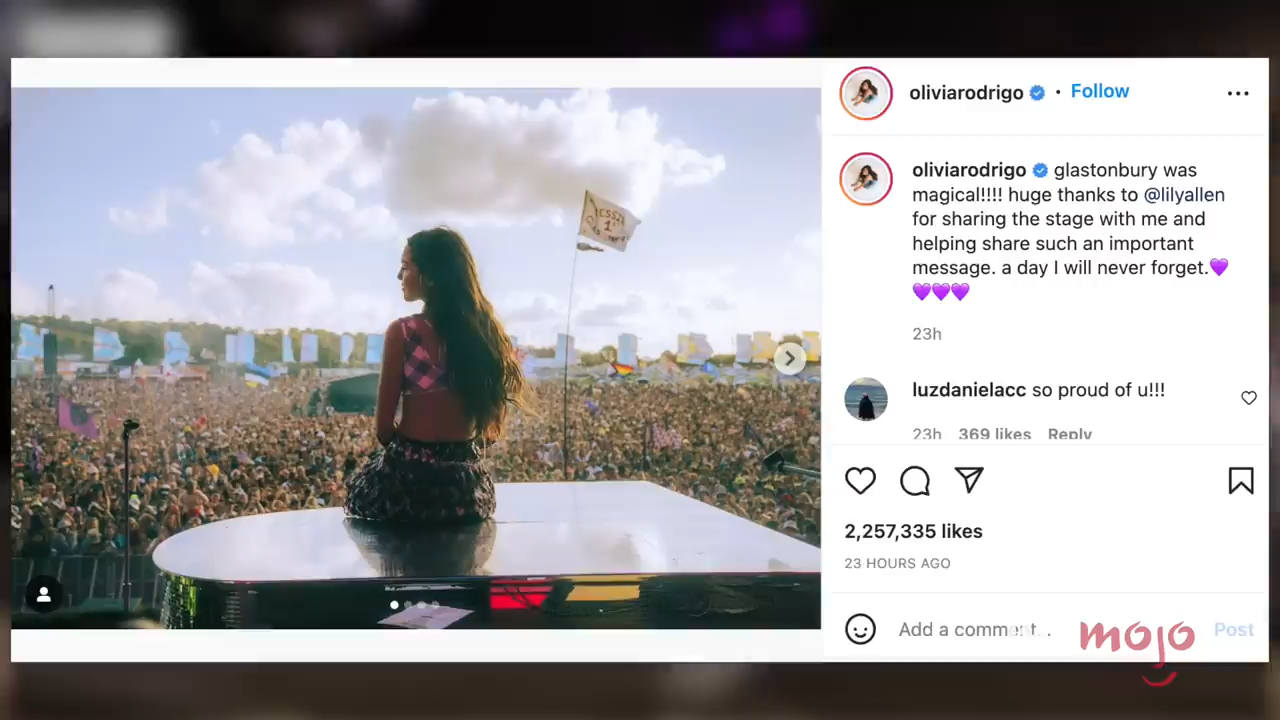 oliviarodrigo • Follow
oliviarodrigo glastonbury was
magical!!!! huge thanks to @lilyallen
for sharing the stage with me and
helping share such an important
message. a day I will never forget.💜
💜💜💜
23h
luzdanielacc so proud of u!!!
23h 369 likes Reply
2,257,335 likes
23 HOURS AGO
Add a comment...
Post
mojo